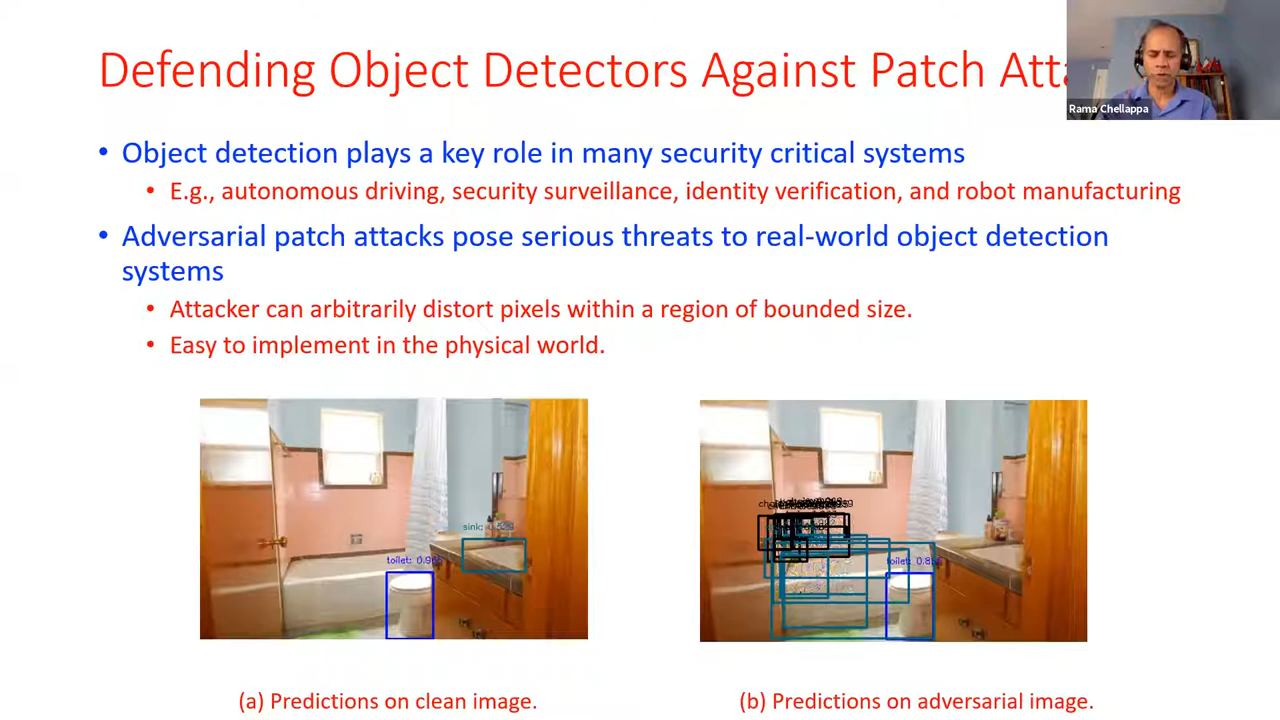 Defending Object Detectors Against Patch
Rama Chellappa
• Object detection plays a key role in many security critical systems
• E.g., autonomous driving, security surveillance, identity verification, and robot manufacturing
• Adversarial patch attacks pose serious threats to real-world object detection
systems
• Attacker can arbitrarily distort pixels within a region of bounded size.
• Easy to implement in the physical world.
sink:
toilet:
toilet:
(a) Predictions on clean image.
(b) Predictions on adversarial image.